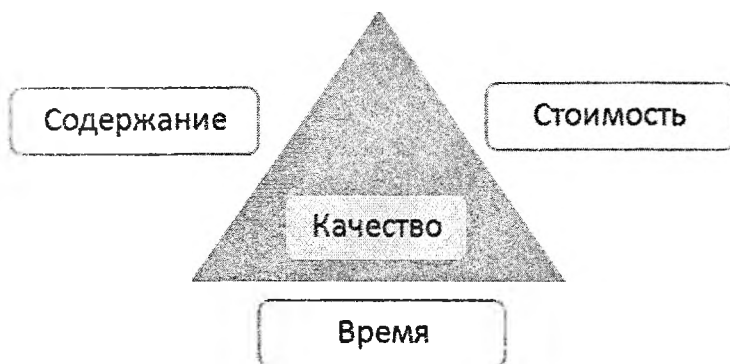 Содержание
Стоимость
Качество
Время